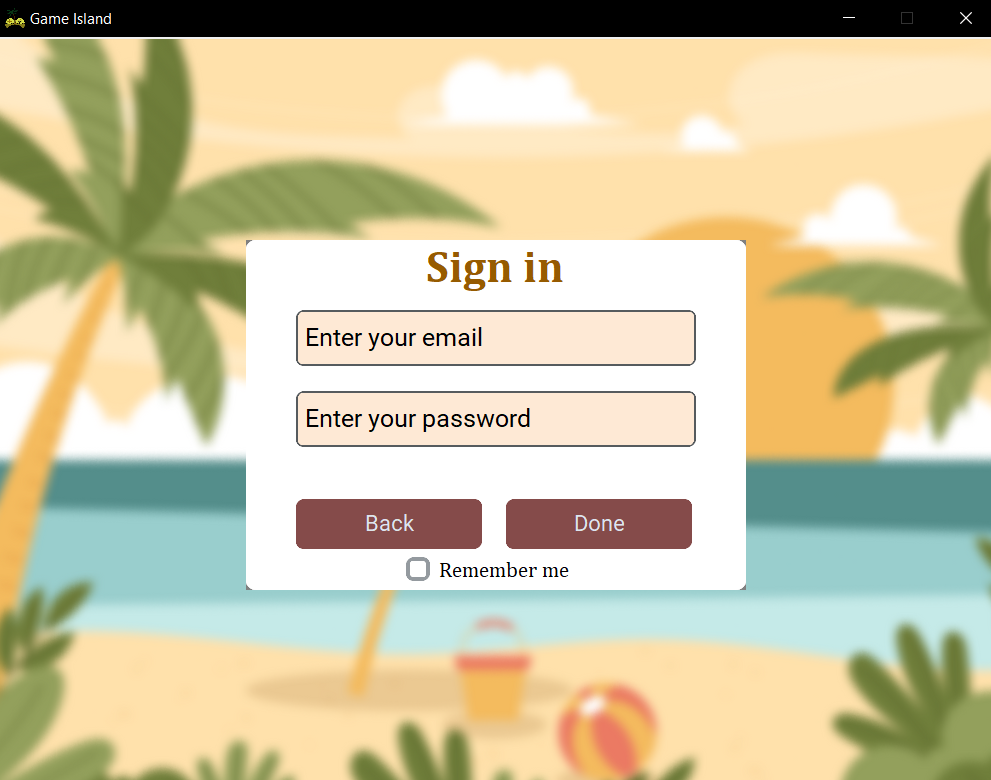 Game Island
Sign in
Enter your email
Enter your password
Back
Done
Remember me